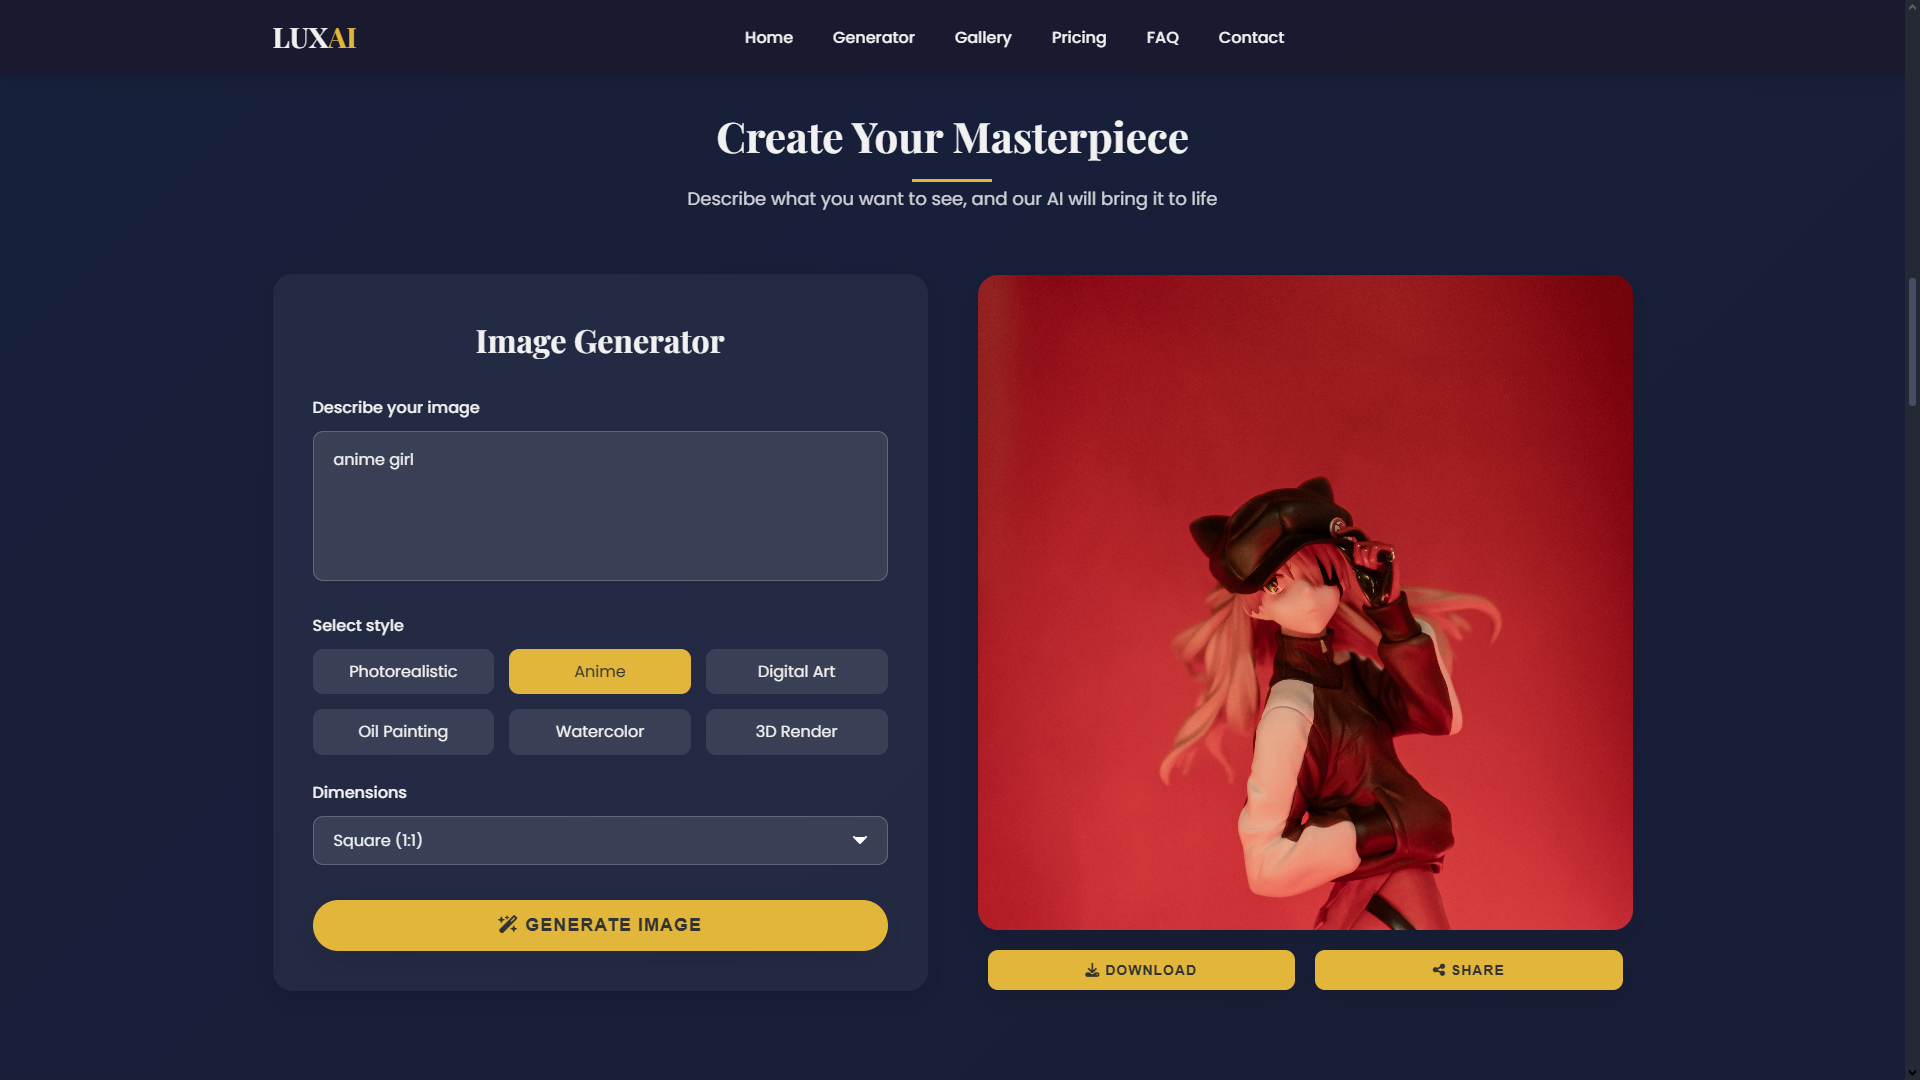 LUXAI
Home
Generator
Gallery
Pricing
FAQ
Contact
Create Your Masterpiece
Describe what you want to see, and our AI will bring it to life
Image Generator
Describe your image
anime girl
Select style
Photorealistic
Anime
Digital Art
Oil Painting
Watercolor
3D Render
Dimensions
Square (1:1)
GENERATE IMAGE
DOWNLOAD
SHARE